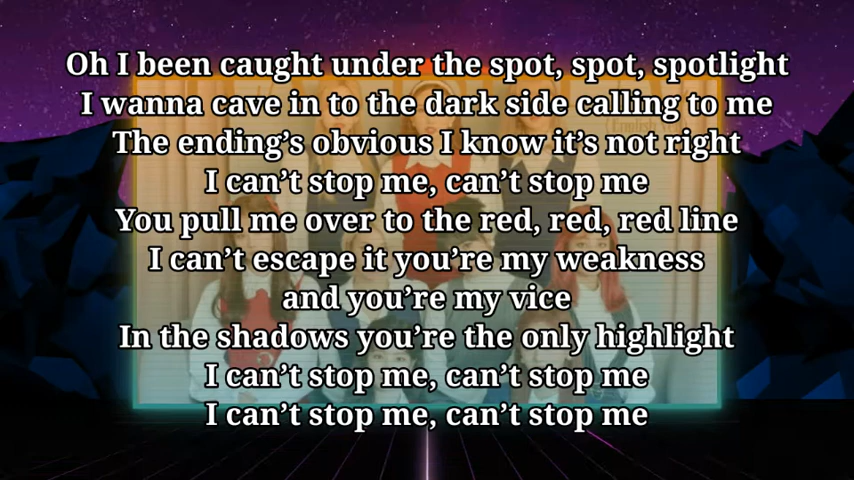 Oh I been caught under the spot, spot, spotlight
I wanna cave in to the dark side calling to me
The ending’s obvious I know it’s not right
I can’t stop me, can’t stop me
You pull me over to the red, red, red line
I can’t escape it you’re my weakness
and you’re my vice
In the shadows you’re the only highlight
I can’t stop me, can’t stop me
I can’t stop me, can’t stop me